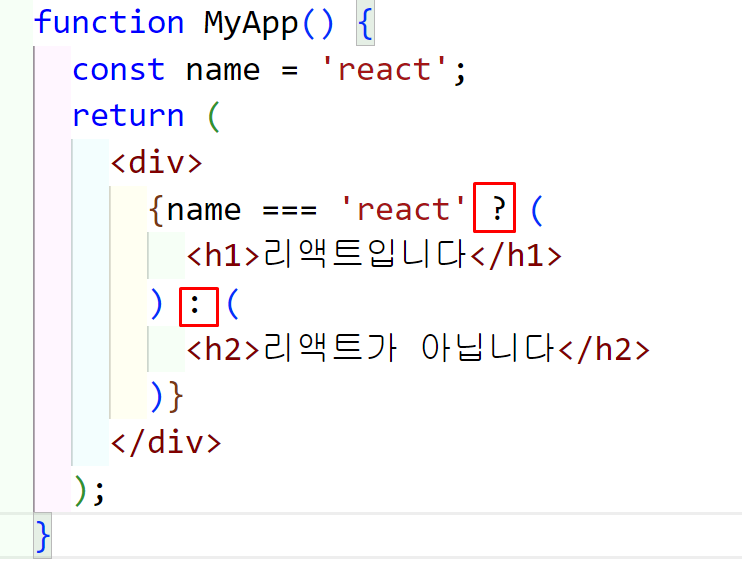 function MyApp() {
const name = 'react';
return (
<div>
{name === 'react' ? (
<h1>리액트입니다</h1>
) : (
<h2>리액트가 아닙니다</h2>
)}
</div>
);
}